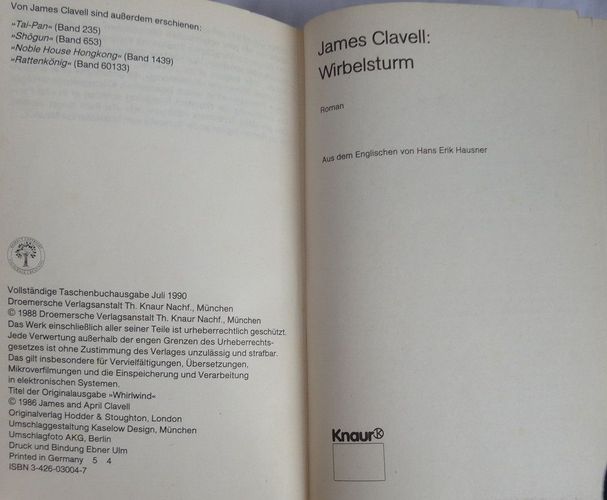 Von James Clavell sind außerdem erschienen:
»Tai-Pan« (Band 235)
»Shōgun« (Band 653)
»Noble House Hongkong« (Band 1439)
»Rattenkönig« (Band 60133)
Vollständige Taschenbuchausgabe Juli 1990
Droemersche Verlagsanstalt Th. Knaur Nachf., München
© 1988 Droemersche Verlagsanstalt Th. Knaur Nachf., München
Das Werk einschließlich aller seiner Teile ist urheberrechtlich geschützt.
Jede Verwertung außerhalb der engen Grenzen des Urheberrechts-
gesetzes ist ohne Zustimmung des Verlages unzulässig und strafbar.
Das gilt insbesondere für Vervielfältigungen, Übersetzungen,
Mikroverfilmungen und die Einspeicherung und Verarbeitung
in elektronischen Systemen.
Titel der Originalausgabe »Whirlwind«
© 1986 James and April Clavell
Originalverlag Hodder & Stoughton, London
Umschlaggestaltung Kaselow Design, München
Umschlagfoto AKG, Berlin
Druck und Bindung Ebner Ulm
Printed in Germany 5 4
ISBN 3-426-03004-7
James Clavell:
Wirbelsturm
Roman
Aus dem Englischen von Hans Erik Hausner
Knaur®